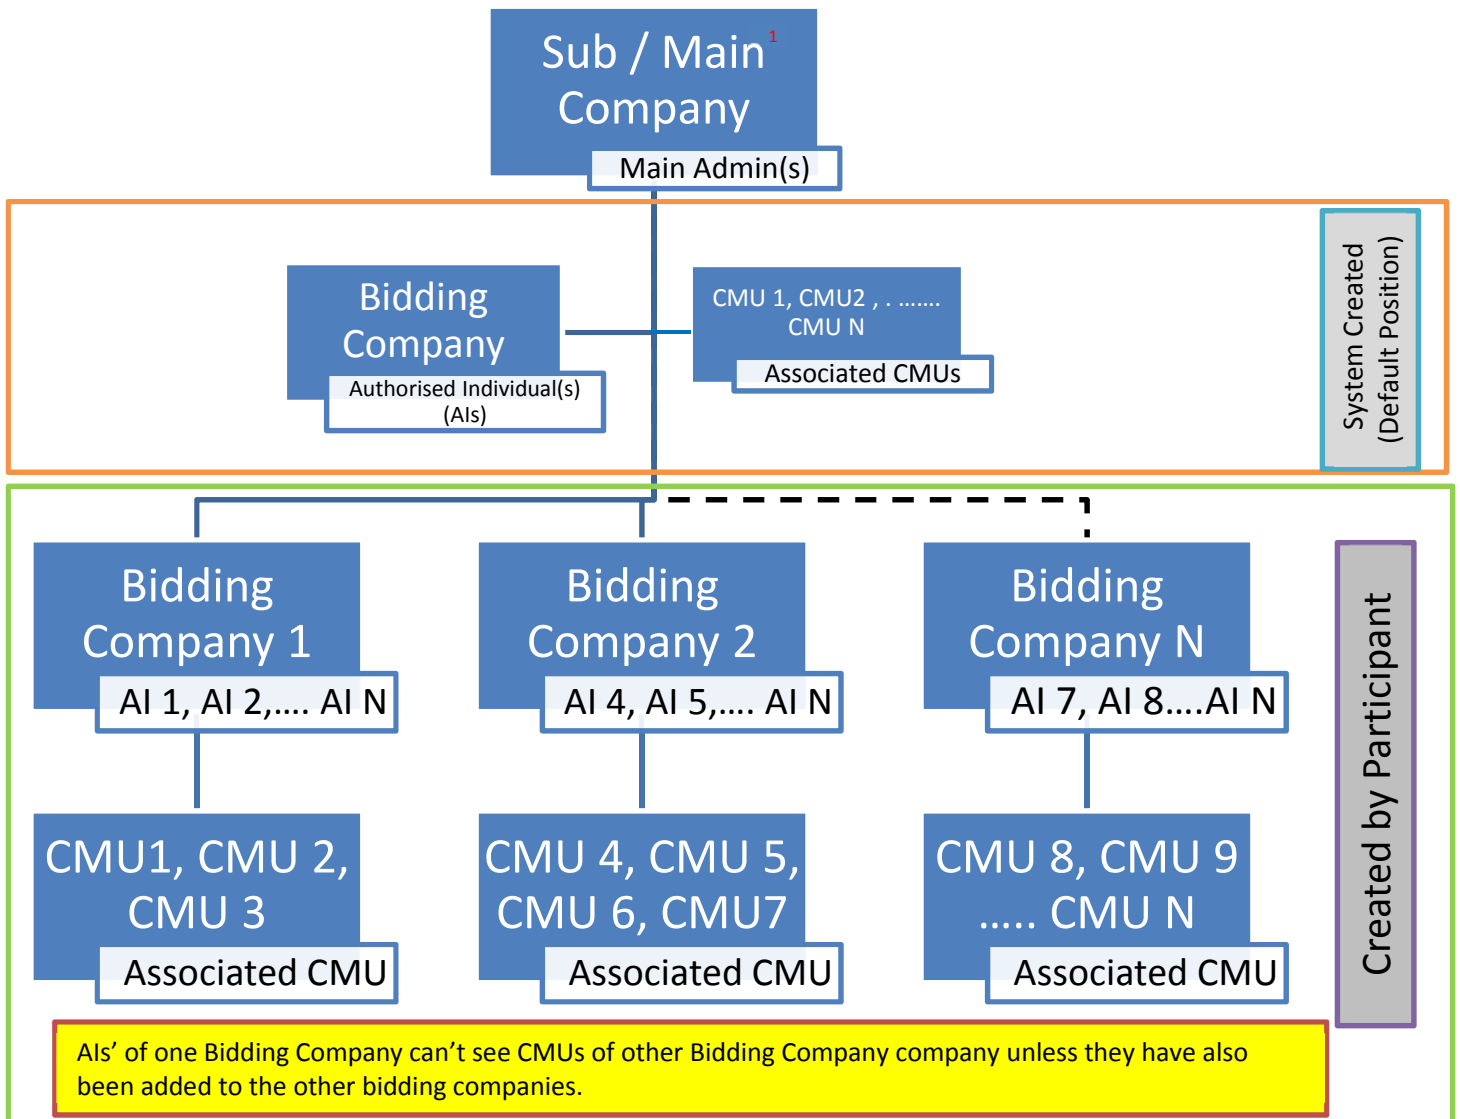 Sub / Main 1
Company
Main Admin(s)
Bidding
Company
Authorised Individual(s)
(AIs)
CMU 1, CMU2 , . .......
CMU N
Associated CMUs
System Created
(Default Position)
Bidding
Company 1
AI 1, AI 2,.... AI N
Bidding
Company 2
AI 4, AI 5,.... AI N
Bidding
Company N
AI 7, AI 8....AI N
CMU1, CMU 2,
CMU 3
Associated CMU
CMU 4, CMU 5,
CMU 6, CMU7
Associated CMU
CMU 8, CMU 9
..... CMU N
Associated CMU
Created by Participant
AIs’ of one Bidding Company can’t see CMUs of other Bidding Company company unless they have also
been added to the other bidding companies.